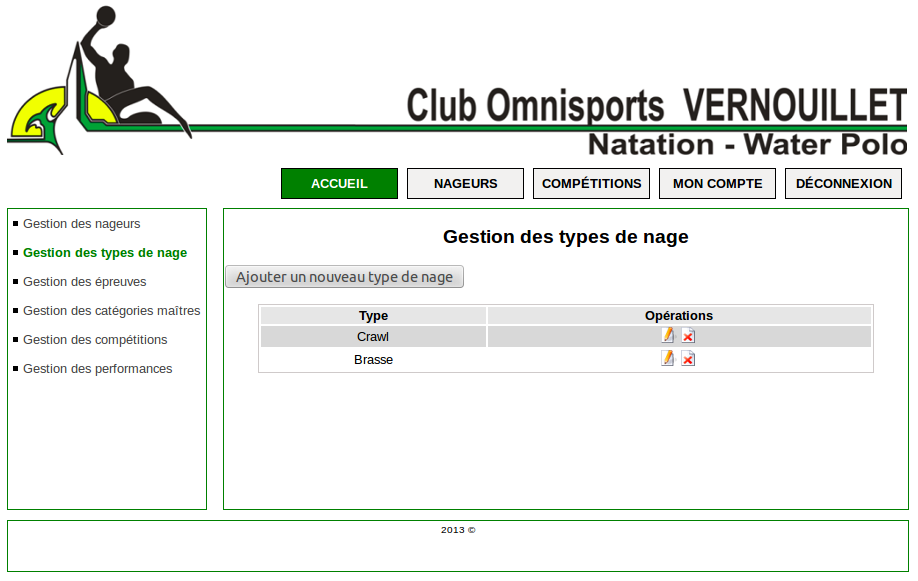 Club Omnisports VERNOUILLET
Natation - Water Polo
ACCUEIL NAGEURS COMPÉTITIONS MON COMPTE DÉCONNEXION
Gestion des nageurs
Gestion des types de nage
Gestion des épreuves
Gestion des catégories maîtres
Gestion des compétitions
Gestion des performances
Gestion des types de nage
Ajouter un nouveau type de nage
Type Opérations
Crawl
Brasse
2013 ©